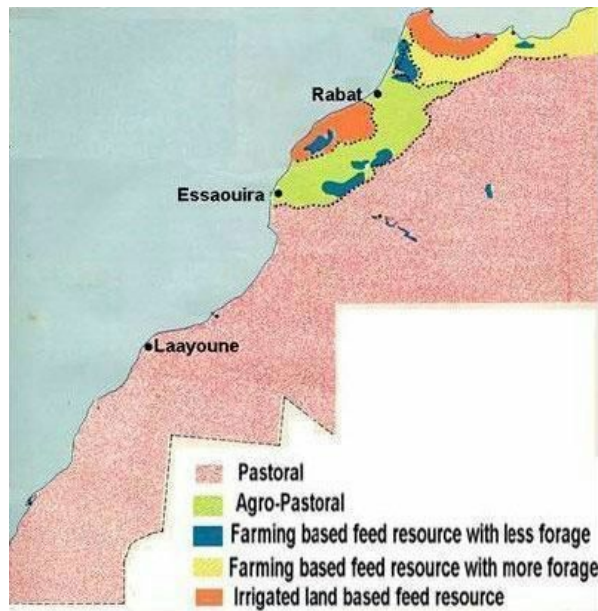 Rabat
Essaouira
Laayoune
Pastoral
Agro-Pastoral
Farming based feed resource with less forage
Farming based feed resource with more forage
Irrigated land based feed resource